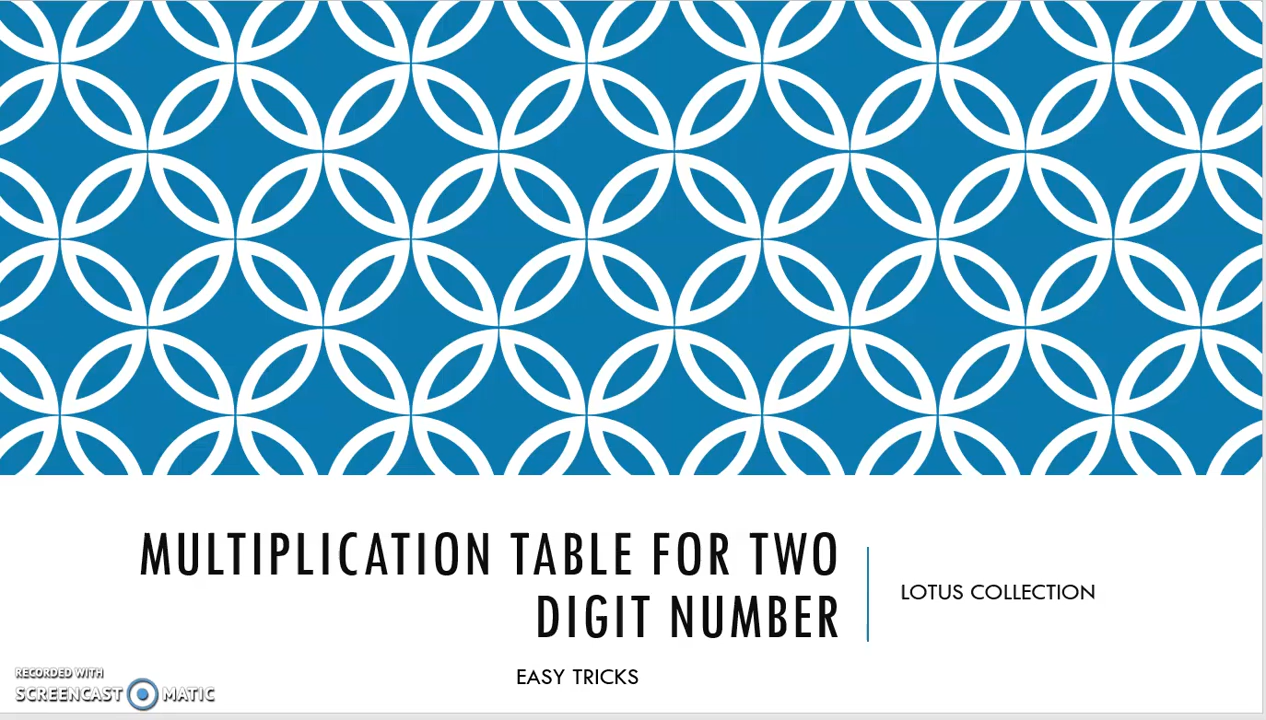 MULTIPLICATION TABLE FOR TWO
DIGIT NUMBER
LOTUS COLLECTION
EASY TRICKS
RECORDED WITH
SCREENCAST MATIC